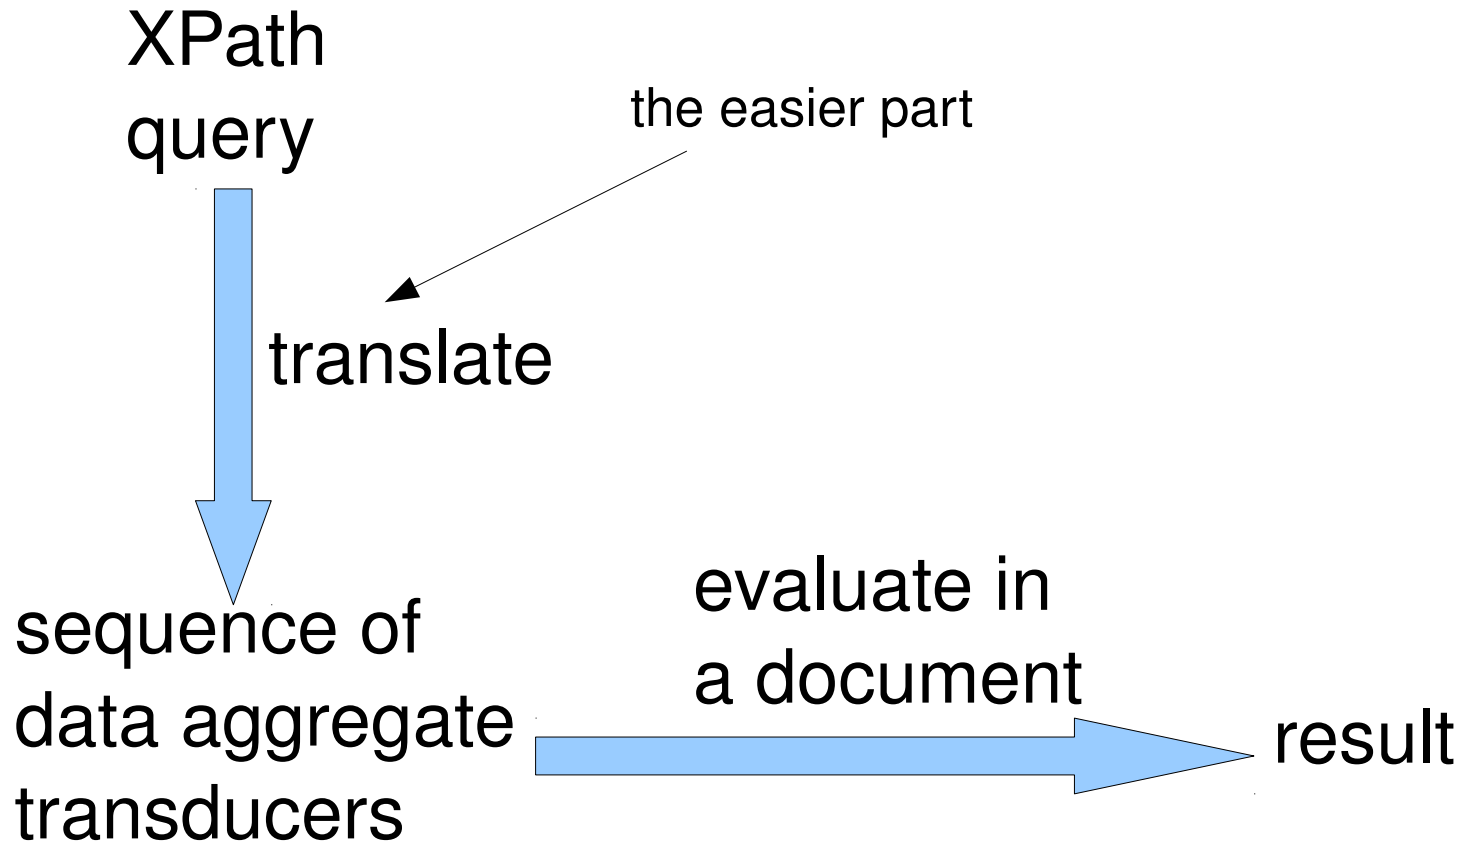 XPath
query
the easier part
translate
sequence of
data aggregate
transducers
evaluate in
a document
result